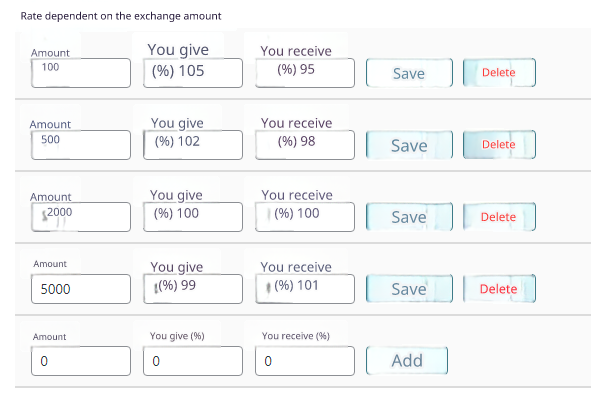 Rate dependent on the exchange amount
Amount You give You receive
100 (%) 105 (%) 95 Save Delete
Amount You give You receive
500 (%) 102 (%) 98 Save Delete
Amount You give You receive
2000 (%) 100 (%) 100 Save Delete
Amount You give You receive
5000 (%) 99 (%) 101 Save Delete
Amount You give (%) You receive (%)
0 0 0 Add